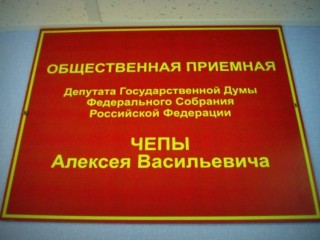 ОБЩЕСТВЕННАЯ ПРИЕМНАЯ
Депутата Государственной Думы
Федерального Собрания
Российской Федерации
ЧЕПЫ
Алексея Васильевича